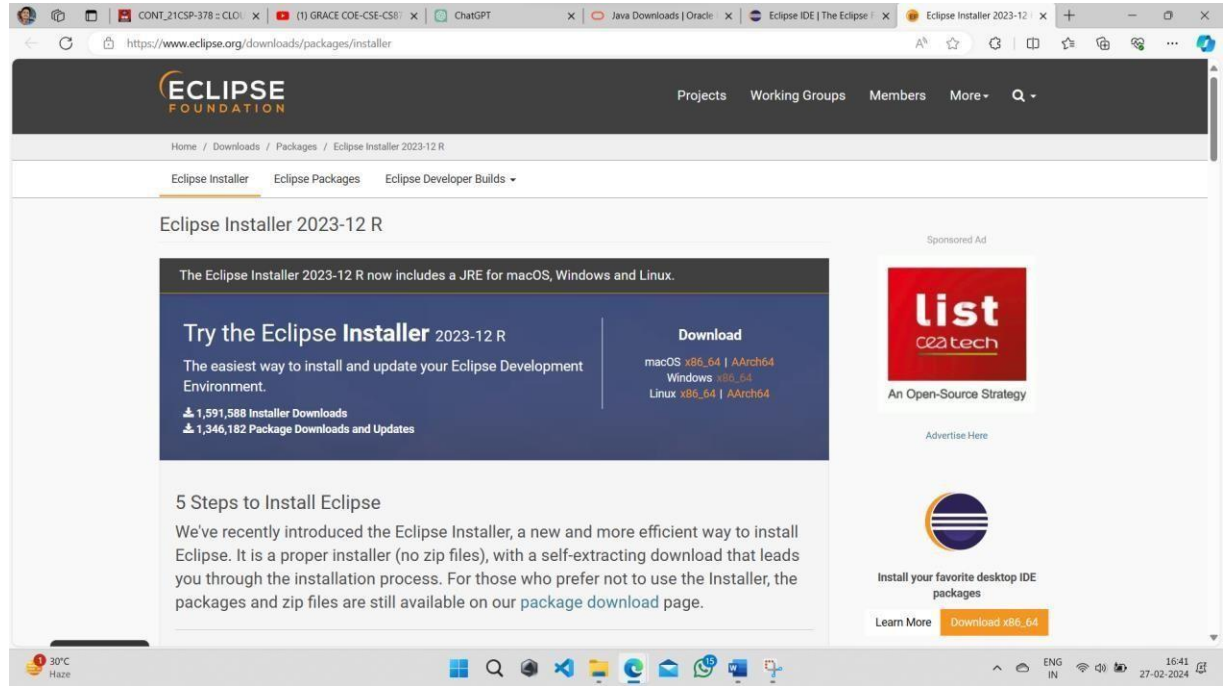 CONT_21CSP-378 :: CLOU
(1) GRACE COE-CSE-CS87
ChatGPT
Java Downloads | Oracle
Eclipse IDE | The Eclipse F
Eclipse Installer 2023-12
https://www.eclipse.org/downloads/packages/installer
ECLIPSE
FOUNDATION
Projects Working Groups Members More
Home / Downloads / Packages / Eclipse Installer 2023-12 R
Eclipse Installer Eclipse Packages Eclipse Developer Builds
Eclipse Installer 2023-12 R
The Eclipse Installer 2023-12 R now includes a JRE for macOS, Windows and Linux.
Try the Eclipse Installer 2023-12 R
The easiest way to install and update your Eclipse Development
Environment.
1,591,588 Installer Downloads
1,346,182 Package Downloads and Updates
Download
macOS x86_64 | AArch64
Windows x86_64
Linux x86_64 | AArch64
5 Steps to Install Eclipse
We've recently introduced the Eclipse Installer, a new and more efficient way to install
Eclipse. It is a proper installer (no zip files), with a self-extracting download that leads
you through the installation process. For those who prefer not to use the Installer, the
packages and zip files are still available on our package download page.
Sponsored Ad
list
ceatech
An Open-Source Strategy
Advertise Here
Install your favorite desktop IDE
packages
Learn More Download x86_64
1
30°C
Haze
ENG
IN
16:41
27-02-2024